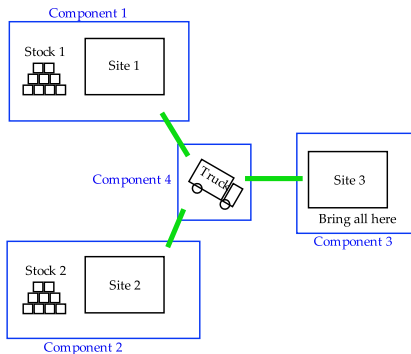 Component 1
Stock 1
Site 1
Truck
Component 4
Site 3
Bring all here
Component 3
Stock 2
Site 2
Component 2